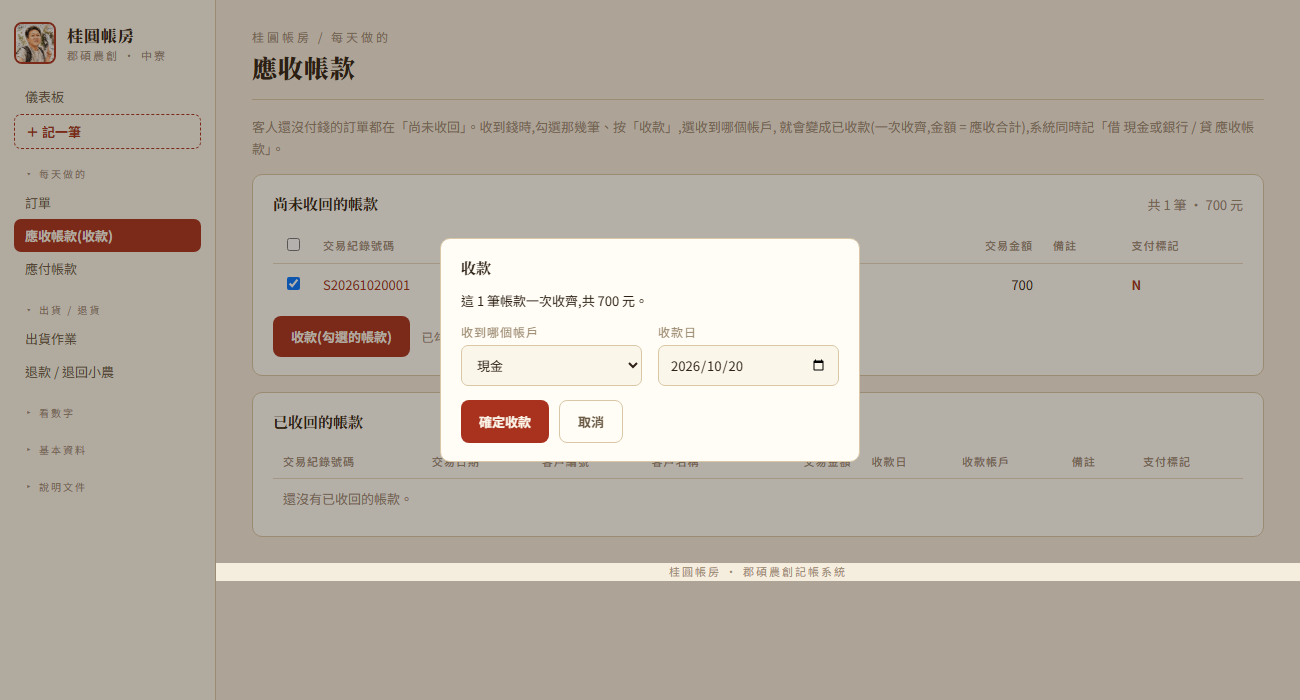 桂圓帳房
郡碩農創 · 中寮
儀表板
+ 記一筆
每天做的
訂單
應收帳款(收款)
應付帳款
出貨 / 退貨
出貨作業
退款 / 退回小農
看數字
基本資料
說明文件
桂圓帳房 / 每天做的
應收帳款
客人還沒付錢的訂單都在「尚未收回」。收到錢時,勾選那幾筆、按「收款」,選收到哪個帳戶, 就會變成已收款(一次收齊,金額 = 應收合計),系統同時記「借 現金或銀行 / 貸 應收帳
款」。
尚未收回的帳款
共 1 筆 · 700 元
交易紀錄號碼 交易金額 備註 支付標記
S20261020001 700 N
收款(勾選的帳款)
收款
這 1 筆帳款一次收齊,共 700 元。
收到哪個帳戶 收款日
現金 2026/10/20
確定收款 取消
已收回的帳款
交易紀錄號碼 交易日期 客戶編號 客戶名稱 交易金額 收款日 收款帳戶 備註 支付標記
還沒有已收回的帳款。
桂圓帳房 · 郡碩農創記帳系統